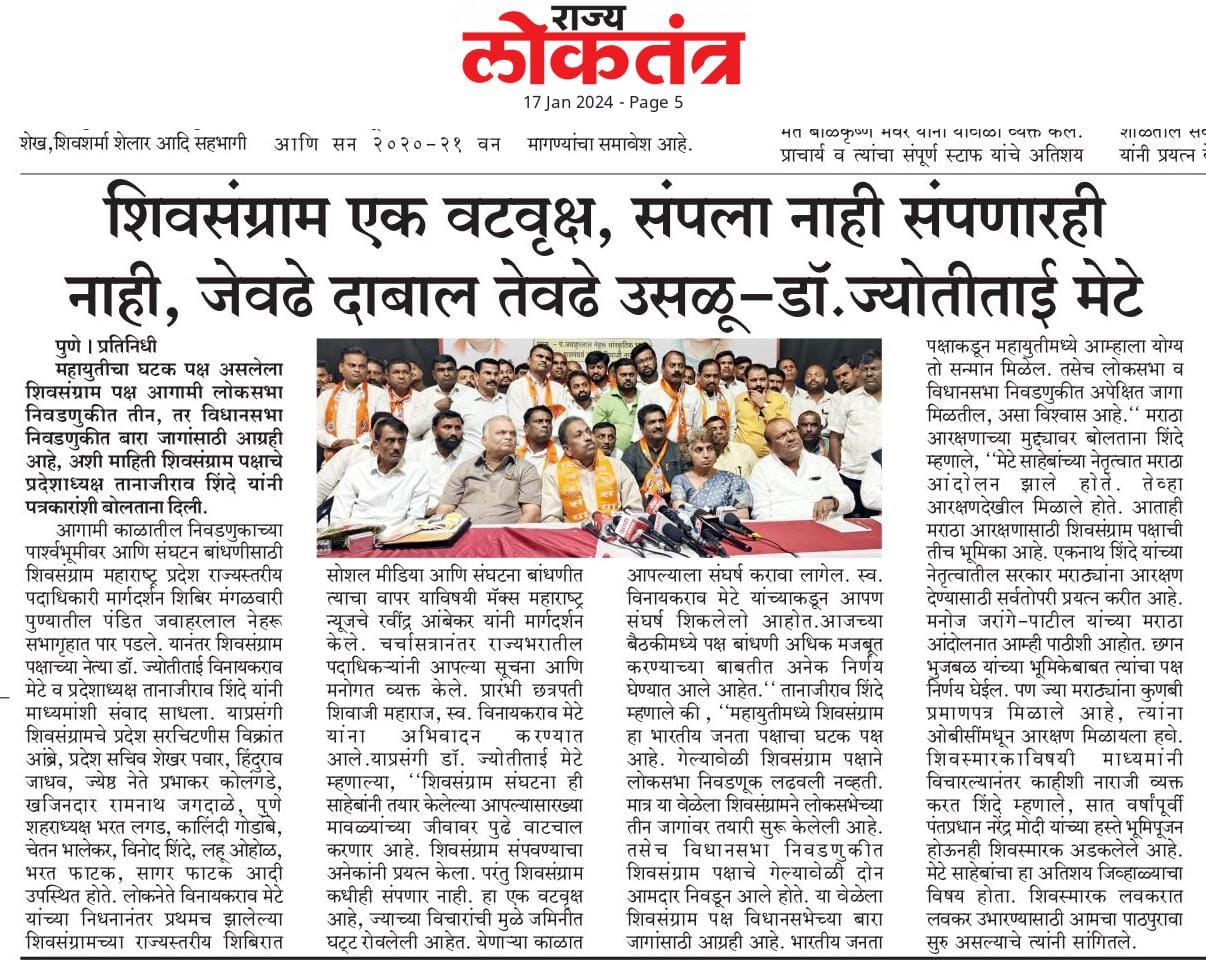 राज्य
लोकतंत्र
17 Jan 2024 - Page 5
शेख,शिवशर्मा शेलार आदि सहभागी
आणि सन २०२०-२१ वन
मागण्यांचा समावेश आहे.
मत बाळकृष्ण भवर यांनी यावेळी व्यक्त केले.
प्राचार्य व त्यांचा संपूर्ण स्टाफ यांचे अतिशय
शाळेतील
यांनी प्रयत्न
शिवसंग्राम एक वटवृक्ष, संपला नाही संपणारही
नाही, जेवढे दाबाल तेवढे उसळू–डॉ.ज्योतीताई मेटे
पुणे । प्रतिनिधी
महायुतीचा घटक पक्ष असलेला
शिवसंग्राम पक्ष आगामी लोकसभा
निवडणुकीत तीन, तर विधानसभा
निवडणुकीत बारा जागांसाठी आग्रही
आहे, अशी माहिती शिवसंग्राम पक्षाचे
प्रदेशाध्यक्ष तानाजीराव शिंदे यांनी
पत्रकारांशी बोलताना दिली.
आगामी काळातील निवडणुकाच्या
पार्श्वभूमीवर आणि संघटन बांधणीसाठी
शिवसंग्राम महाराष्ट्र प्रदेश राज्यस्तरीय
पदाधिकारी मार्गदर्शन शिबिर मंगळवारी
पुण्यातील पंडित जवाहरलाल नेहरू
सभागृहात पार पडले. यानंतर शिवसंग्राम
पक्षाच्या नेत्या डॉ. ज्योतीताई विनायकराव
मेटे व प्रदेशाध्यक्ष तानाजीराव शिंदे यांनी
माध्यमांशी संवाद साधला. याप्रसंगी
शिवसंग्रामचे प्रदेश सरचिटणीस विक्रांत
आंब्रे, प्रदेश सचिव शेखर पवार, हिंदुराव
जाधव, ज्येष्ठ नेते प्रभाकर कोलंगडे,
खजिनदार रामनाथ जगदाळे, पुणे
शहराध्यक्ष भरत लगड, कालिंदी गोडांबे,
चेतन भालेकर, विनोद शिंदे, लहू ओहोळ,
भरत फाटक, सागर फाटक आदी
उपस्थित होते. लोकनेते विनायकराव मेटे
यांच्या निधनानंतर प्रथमच झालेल्या
शिवसंग्रामच्या राज्यस्तरीय शिबिरात
सोशल मीडिया आणि संघटना बांधणीत
त्याचा वापर याविषयी मॅक्स महाराष्ट्र
न्यूजचे रवींद्र आंबेकर यांनी मार्गदर्शन
केले. चर्चासत्रानंतर राज्यभरातील
पदाधिकऱ्यांनी आपल्या सूचना आणि
मनोगत व्यक्त केले. प्रारंभी छत्रपती
शिवाजी महाराज, स्व. विनायकराव मेटे
यांना अभिवादन करण्यात
आले.याप्रसंगी डॉ. ज्योतीताई मेटे
म्हणाल्या, ''शिवसंग्राम संघटना ही
साहेबांनी तयार केलेल्या आपल्यासारख्या
मावळ्यांच्या जीवावर पुढे वाटचाल
करणार आहे. शिवसंग्राम संपवण्याचा
अनेकांनी प्रयत्न केला. परंतु शिवसंग्राम
कधीही संपणार नाही. हा एक वटवृक्ष
आहे, ज्याच्या विचारांची मुळे जमिनीत
घट्ट रोवलेली आहेत. येणाऱ्या काळात
आपल्याला संघर्ष करावा लागेल. स्व.
विनायकराव मेटे यांच्याकडून आपण
संघर्ष शिकलेलो आहोत.आजच्या
बैठकीमध्ये पक्ष बांधणी अधिक मजबूत
करण्याच्या बाबतीत अनेक निर्णय
घेण्यात आले आहेत.'' तानाजीराव शिंदे
म्हणाले की , ''महायुतीमध्ये शिवसंग्राम
हा भारतीय जनता पक्षाचा घटक पक्ष
आहे. गेल्यावेळी शिवसंग्राम पक्षाने
लोकसभा निवडणूक लढवली नव्हती.
मात्र या वेळेला शिवसंग्रामने लोकसभेच्या
तीन जागांवर तयारी सुरू केलेली आहे.
तसेच विधानसभा निवडणुकीत
शिवसंग्राम पक्षाचे गेल्यावेळी दोन
आमदार निवडून आले होते. या वेळेला
शिवसंग्राम पक्ष विधानसभेच्या बारा
जागांसाठी आग्रही आहे. भारतीय जनता
पक्षाकडून महायुतीमध्ये आम्हाला योग्य
तो सन्मान मिळेल. तसेच लोकसभा व
विधानसभा निवडणुकीत अपेक्षित जागा
मिळतील, असा विश्वास आहे.'' मराठा
आरक्षणाच्या मुद्द्यावर बोलताना शिंदे
म्हणाले, ''मेटे साहेबांच्या नेतृत्वात मराठा
आंदोलन झाले होते. तेव्हा
आरक्षणदेखील मिळाले होते. आताही
मराठा आरक्षणासाठी शिवसंग्राम पक्षाची
तीच भूमिका आहे. एकनाथ शिंदे यांच्या
नेतृत्वातील सरकार मराठ्यांना आरक्षण
देण्यासाठी सर्वतोपरी प्रयत्न करीत आहे.
मनोज जरांगे-पाटील यांच्या मराठा
आंदोलनात आम्ही पाठीशी आहोत. छगन
भुजबळ यांच्या भूमिकेबाबत त्यांचा पक्ष
निर्णय घेईल. पण ज्या मराठ्यांना कुणबी
प्रमाणपत्र मिळाले आहे, त्यांना
ओबीसींमधून आरक्षण मिळायला हवे.
शिवस्मारकाविषयी माध्यमांनी
विचारल्यानंतर काहीशी नाराजी व्यक्त
करत शिंदे म्हणाले, सात वर्षांपूर्वी
पंतप्रधान नरेंद्र मोदी यांच्या हस्ते भूमिपूजन
होऊनही शिवस्मारक अडकलेले आहे.
मेटे साहेबांचा हा अतिशय जिव्हाळ्याचा
विषय होता. शिवस्मारक लवकरात
लवकर उभारण्यासाठी आमचा पाठपुरावा
सुरु असल्याचे त्यांनी सांगितले.